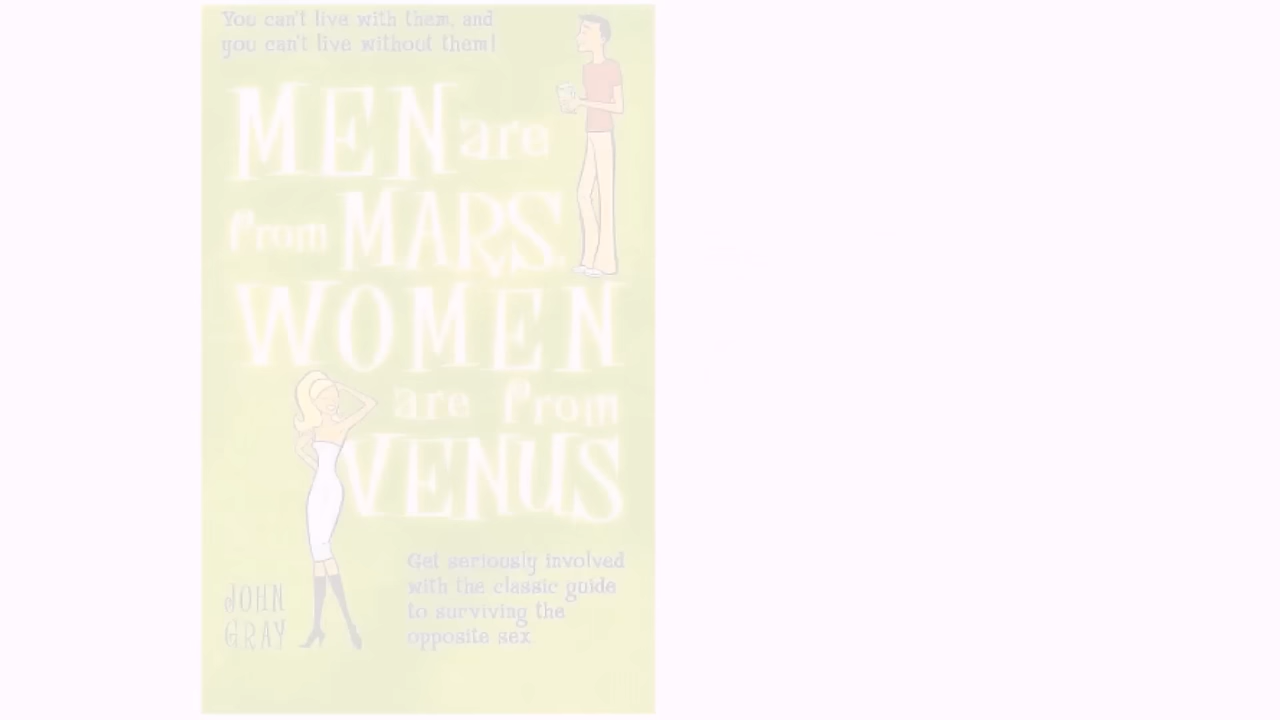 You can't live with them, and
you can't live without them!
MEN are
from MARS.
WOMEN
are from
VENUS
Get seriously involved
with the classic guide
to surviving the
opposite sex
JOHN
GRAY